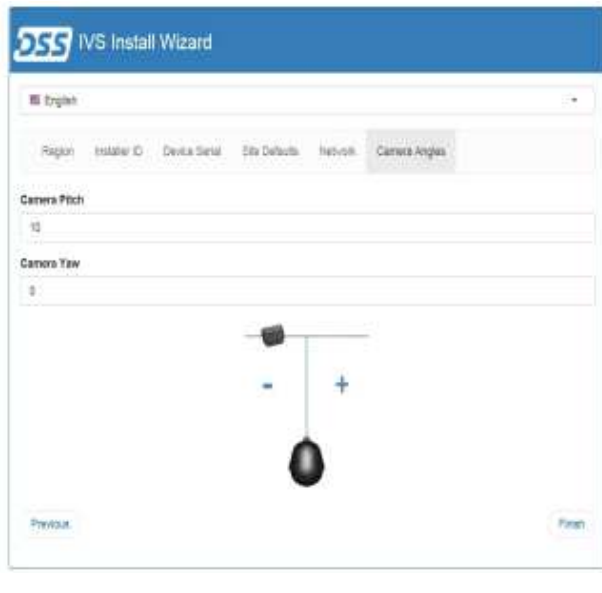 DSS IVS Install Wizard
English
Region Installer ID Device Serial Site Defaults Network Camera Angles
Camera Pitch
10
Camera Yaw
0
- +
Previous Finish